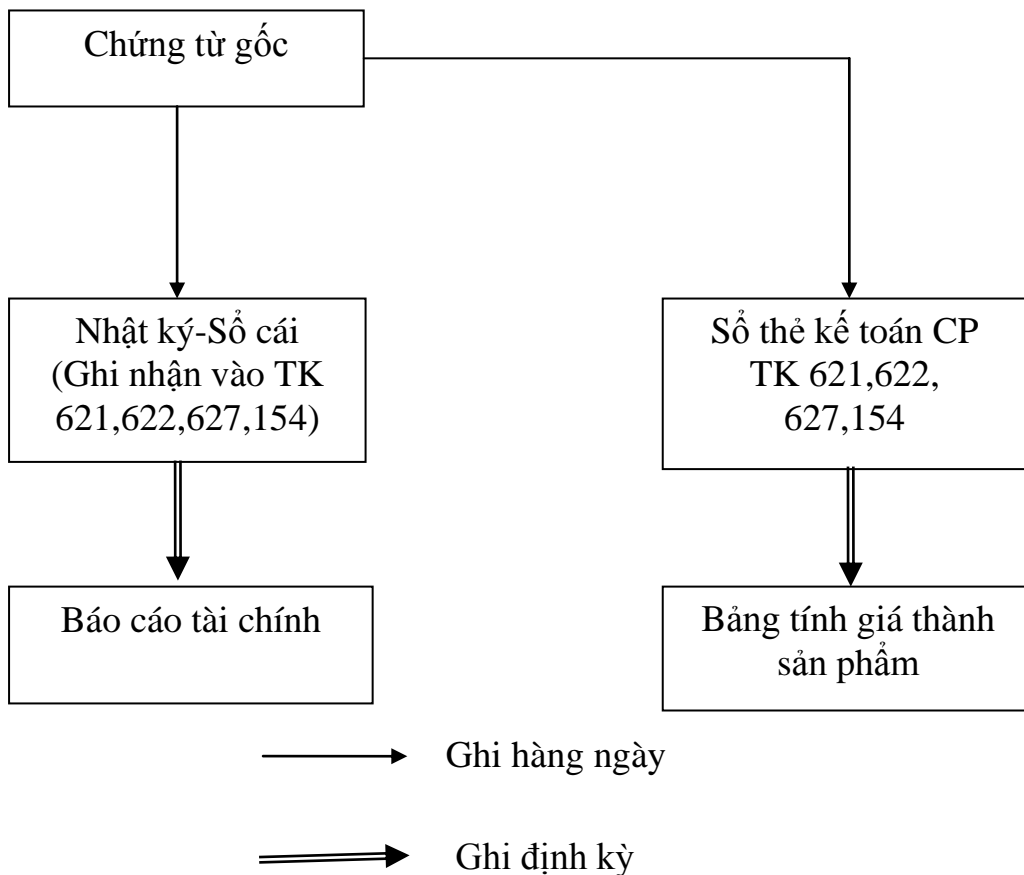 Chứng từ gốc
Nhật ký-Sổ cái
(Ghi nhận vào TK
621,622,627,154)
Sổ thẻ kế toán CP
TK 621,622,
627,154
Báo cáo tài chính
Bảng tính giá thành
sản phẩm
Ghi hàng ngày
Ghi định kỳ